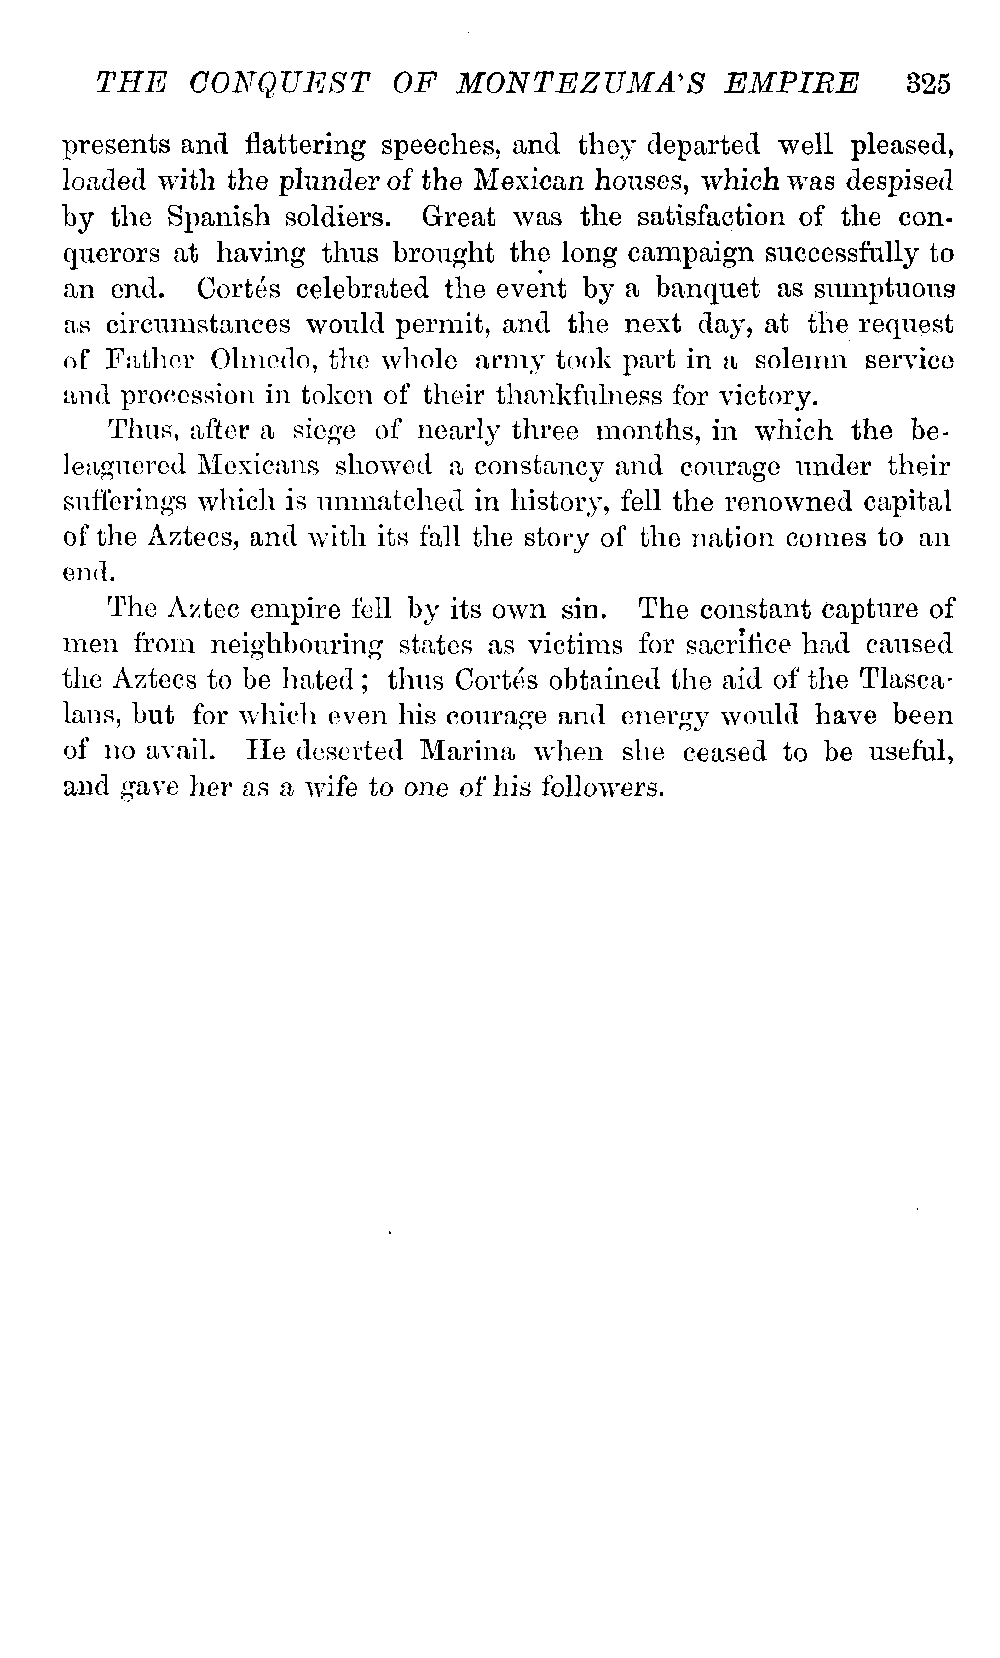 THE CONQUEST OF MONTEZUMA'S EMPIRE 325
presents and flattering speeches, and they departed well pleased,
loaded with the plunder of the Mexican houses, which was despised
by the Spanish soldiers. Great was the satisfaction of the con-
querors at having thus brought the long campaign successfully to
an end. Cortés celebrated the event by a banquet as sumptuous
as circumstances would permit, and the next day, at the request
of Father Olmedo, the whole army took part in a solemn service
and procession in token of their thankfulness for victory.
Thus, after a siege of nearly three months, in which the be-
leaguered Mexicans showed a constancy and courage under their
sufferings which is unmatched in history, fell the renowned capital
of the Aztecs, and with its fall the story of the nation comes to an
end.
The Aztec empire fell by its own sin. The constant capture of
men from neighbouring states as victims for sacrifice had caused
the Aztecs to be hated; thus Cortés obtained the aid of the Tlasca-
lans, but for which even his courage and energy would have been
of no avail. He deserted Marina when she ceased to be useful,
and gave her as a wife to one of his followers.